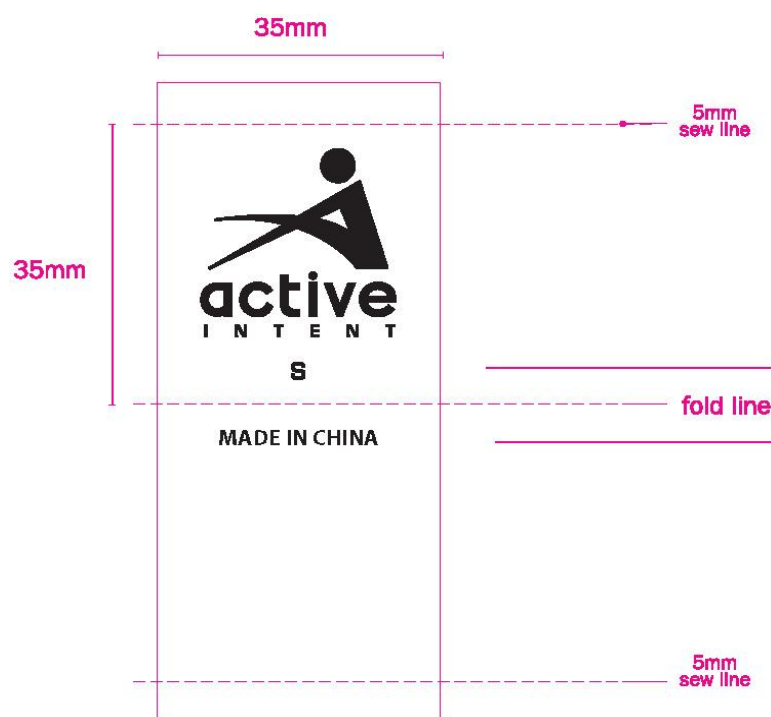 35mm
5mm
sew line
35mm
active
INTENT
S
fold line
MADE IN CHINA
5mm
sew line